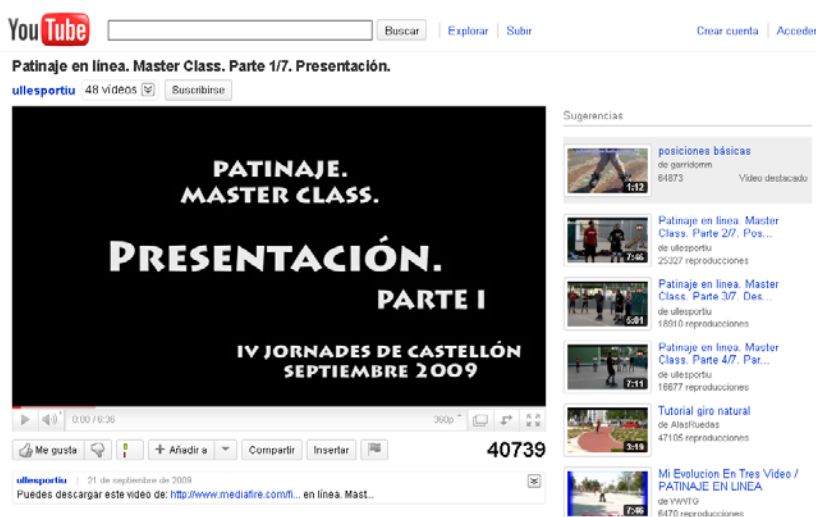 YouTube
Buscar
Explorar
Subir
Crear cuenta
Acceder
Patinaje en línea. Master Class. Parte 1/7. Presentación.
ullesportiu 48 vídeos
Suscribirse
PATINAJE.
MASTER CLASS.
PRESENTACIÓN.
PARTE I
IV JORNADES DE CASTELLÓN
SEPTIEMBRE 2009
0:00 / 6:36
360p
Me gusta
Añadir a
Compartir
Insertar
40739
ullesportiu | 21 de septiembre de 2009
Puedes descargar este video de: http://www.mediafire.com/fi... en línea. Mast...
Sugerencias
1:12
posiciones básicas
de garridomm
64873
Vídeo destacado
7:46
Patinaje en línea. Master
Class. Parte 2/7. Pos...
de ullesportiu
25327 reproducciones
5:01
Patinaje en línea. Master
Class. Parte 3/7. Des...
de ullesportiu
18910 reproducciones
7:11
Patinaje en línea. Master
Class. Parte 4/7. Par...
de ullesportiu
16677 reproducciones
3:19
Tutorial giro natural
de AlasRuedas
47105 reproducciones
7:46
Mi Evolucion En Tres Video /
PATINAJE EN LINEA
de VWVTG
6470 reproducciones